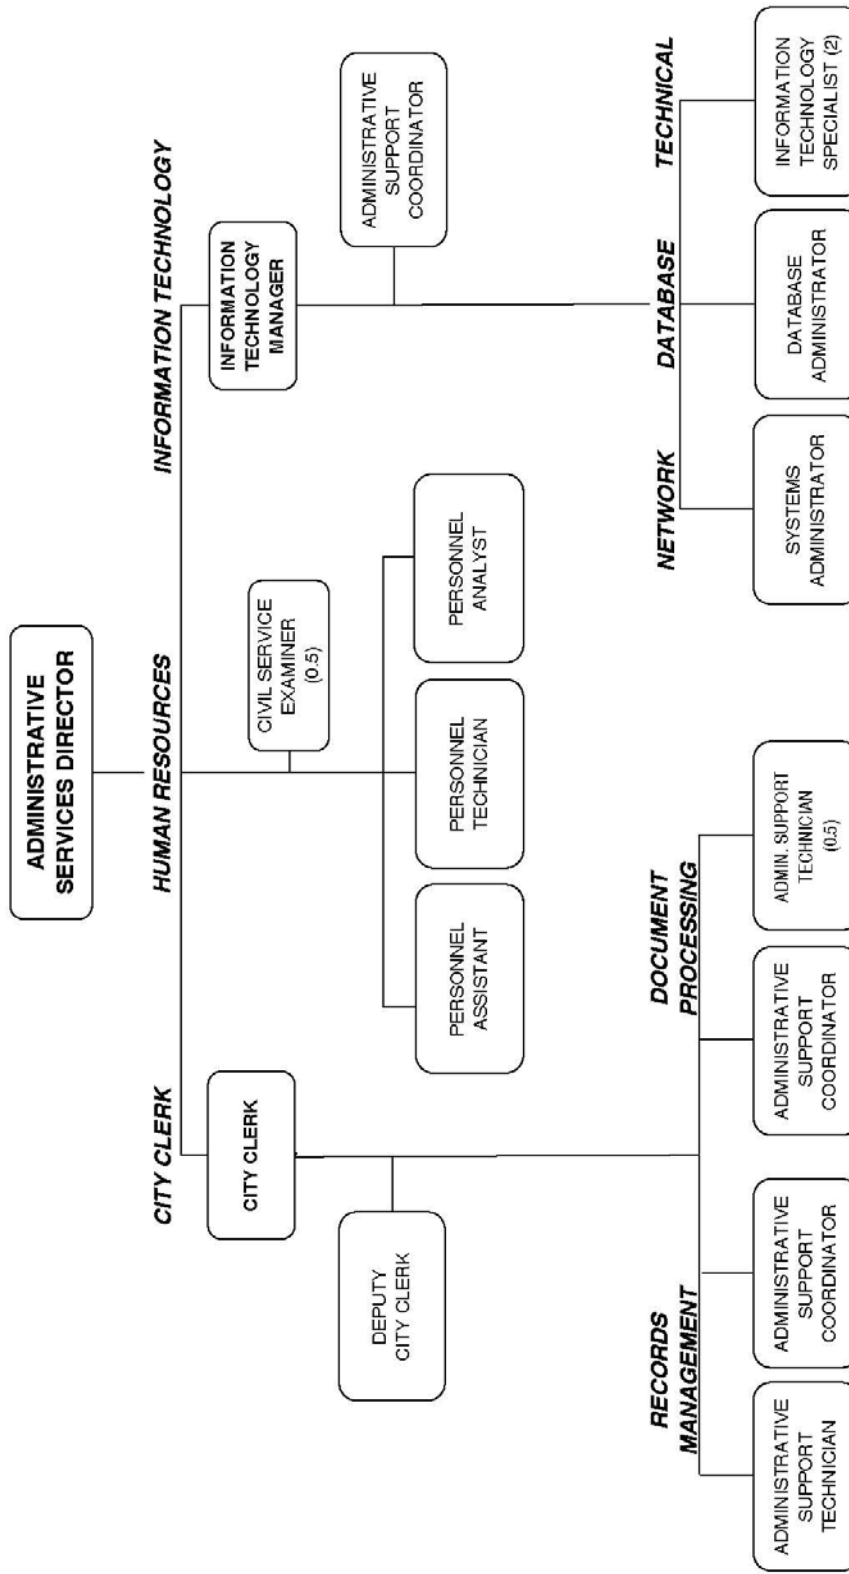 ADMINISTRATIVE
SERVICES DIRECTOR
CITY CLERK
HUMAN RESOURCES
INFORMATION TECHNOLOGY
CITY CLERK
INFORMATION
TECHNOLOGY
MANAGER
CIVIL SERVICE
EXAMINER
(0.5)
DEPUTY
CITY CLERK
ADMINISTRATIVE
SUPPORT
COORDINATOR
PERSONNEL
ASSISTANT
PERSONNEL
TECHNICIAN
PERSONNEL
ANALYST
RECORDS
MANAGEMENT
DOCUMENT
PROCESSING
NETWORK
DATABASE
TECHNICAL
ADMINISTRATIVE
SUPPORT
TECHNICIAN
ADMINISTRATIVE
SUPPORT
COORDINATOR
ADMINISTRATIVE
SUPPORT
COORDINATOR
ADMIN. SUPPORT
TECHNICIAN
(0.5)
SYSTEMS
ADMINISTRATOR
DATABASE
ADMINISTRATOR
INFORMATION
TECHNOLOGY
SPECIALIST (2)